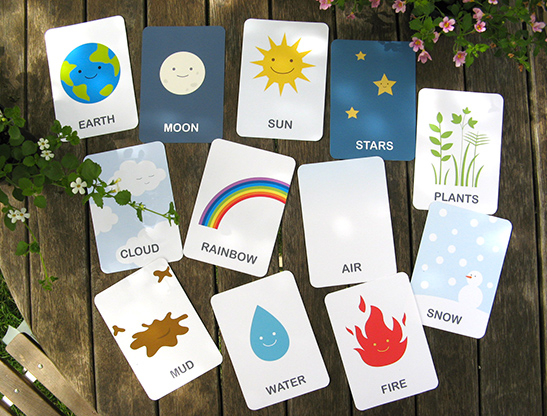 EARTH
MOON
SUN
STARS
PLANTS
CLOUD
RAINBOW
AIR
SNOW
MUD
WATER
FIRE